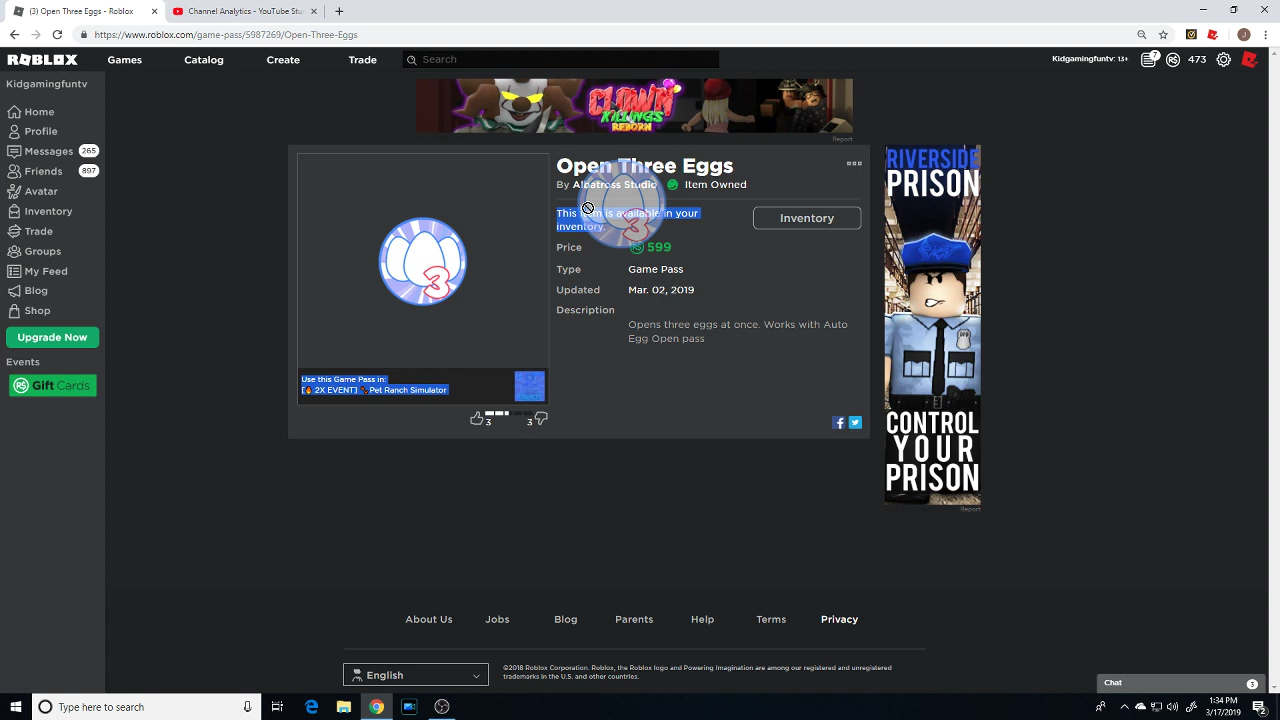 (3) Open Three Eggs - Roblox
Channel Analytics - YouTube Stu
https://www.roblox.com/game-pass/5987269/Open-Three-Eggs
J
ROBLOX
Games
Catalog
Create
Trade
Search
Kidgamingfuntv: 13+
7
473
Kidgamingfuntv
Home
Profile
Messages 265
Friends 897
Avatar
Inventory
Trade
Groups
My Feed
Blog
Shop
Upgrade Now
Events
Gift Cards
CLOWN
KILLINGS
REBORN
Report
Open Three Eggs
By Albatross Studio Item Owned
This item is available in your
inventory.
Inventory
Price 599
Type Game Pass
Updated Mar. 02, 2019
Description
Opens three eggs at once. Works with Auto
Egg Open pass
3
3
Use this Game Pass in:
[🔥 2X EVENT] 🐾 Pet Ranch Simulator
3
3
RIVERSIDE
PRISON
CONTROL
YOUR
PRISON
Report
About Us
Jobs
Blog
Parents
Help
Terms
Privacy
English
©2018 Roblox Corporation. Roblox, the Roblox logo and Powering Imagination are among our registered and unregistered
trademarks in the U.S. and other countries.
Chat 3
Type here to search
1:34 PM
3/17/2019
2